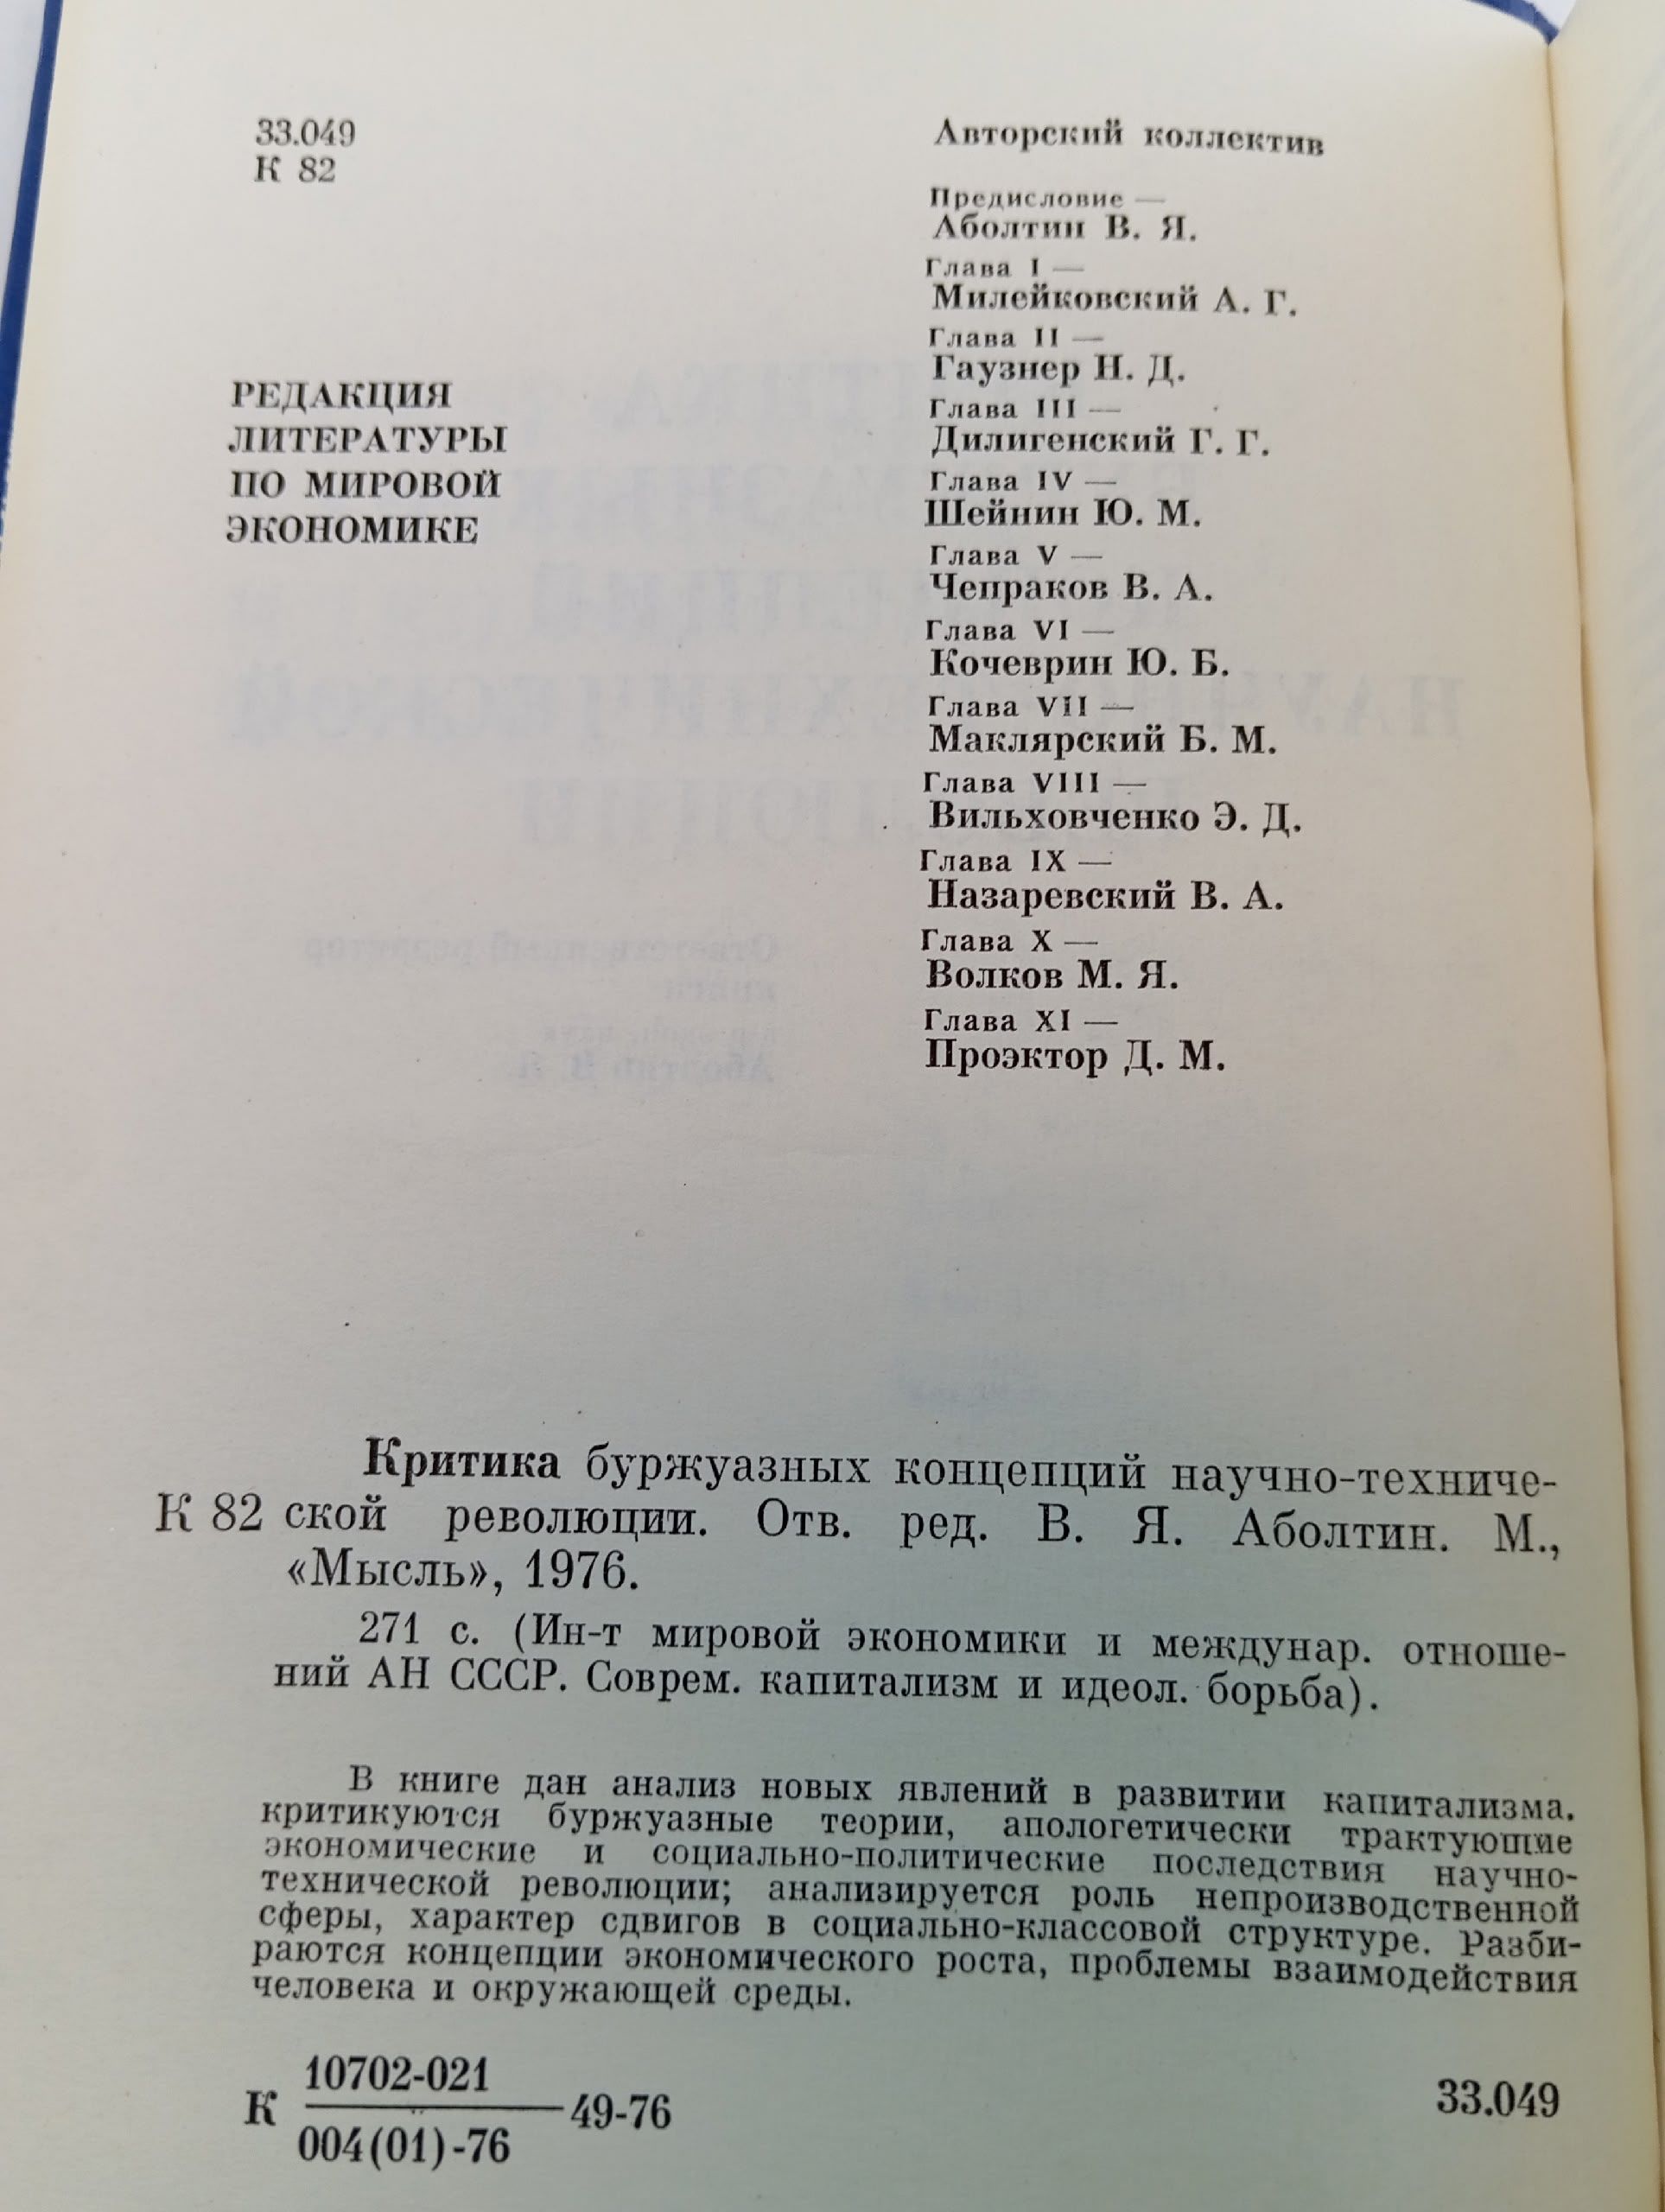 33.049
К 82
РЕДАКЦИЯ
ЛИТЕРАТУРЫ
ПО МИРОВОЙ
ЭКОНОМИКЕ
Авторский коллектив
Предисловие —
Аболтин В. Я.
Глава I —
Милейковский А. Г.
Глава II —
Гаузнер Н. Д.
Глава III —
Дилигенский Г. Г.
Глава IV —
Шейнин Ю. М.
Глава V —
Чепраков В. А.
Глава VI —
Кочеврин Ю. Б.
Глава VII —
Маклярский Б. М.
Глава VIII —
Вильховченко Э. Д.
Глава IX —
Назаревский В. А.
Глава X —
Волков М. Я.
Глава XI —
Проэктор Д. М.
Критика буржуазных концепций научно-техниче-
К 82 ской революции. Отв. ред. В. Я. Аболтин. М.,
«Мысль», 1976.
271 с. (Ин-т мировой экономики и междунар. отноше-
ний АН СССР. Соврем. капитализм и идеол. борьба).
В книге дан анализ новых явлений в развитии капитализма.
критикуются буржуазные теории, апологетически трактующие
экономические и социально-политические последствия научно-
технической революции; анализируется роль непроизводственной
сферы, характер сдвигов в социально-классовой структуре. Разби-
раются концепции экономического роста, проблемы взаимодействия
человека и окружающей среды.
10702-021
К 49-76
004(01)-76
33.049